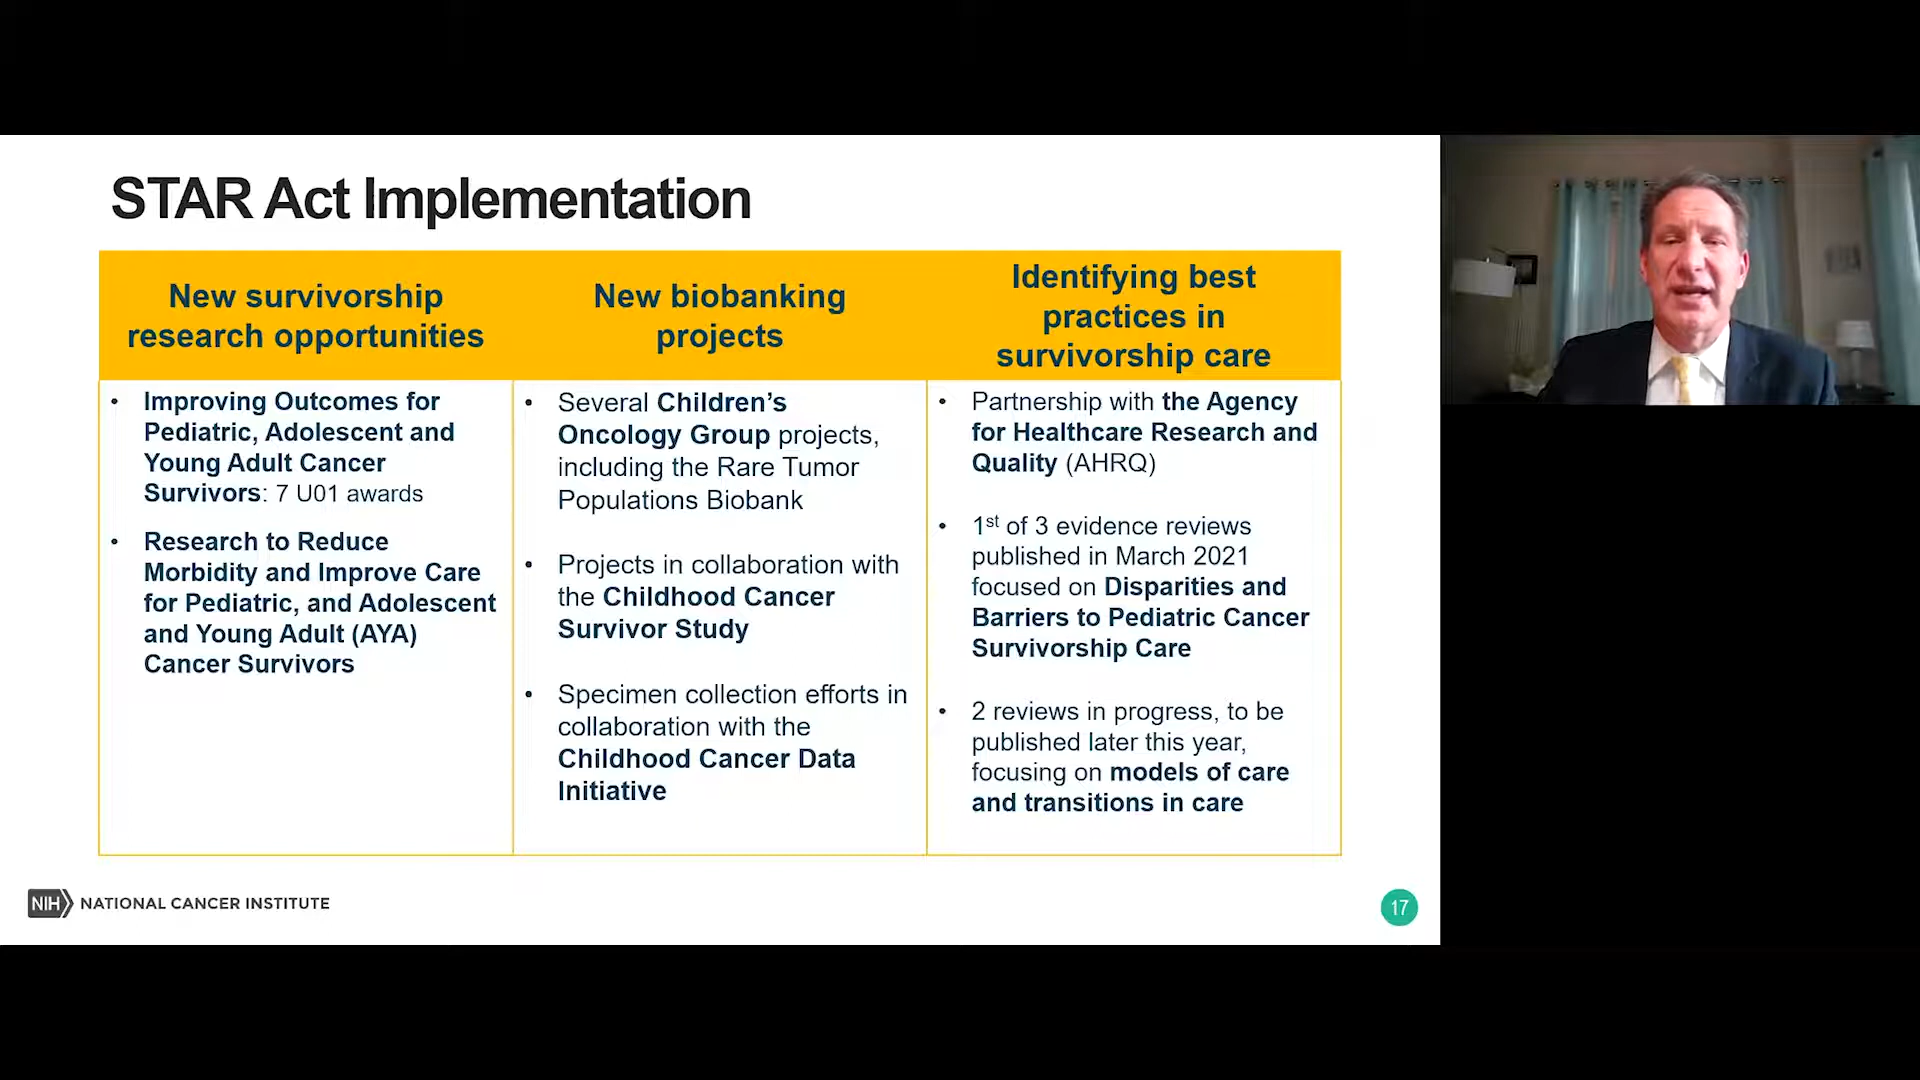 STAR Act Implementation
New survivorship
research opportunities
New biobanking
projects
Identifying best
practices in
survivorship care
• Improving Outcomes for
Pediatric, Adolescent and
Young Adult Cancer
Survivors: 7 U01 awards
• Research to Reduce
Morbidity and Improve Care
for Pediatric, and Adolescent
and Young Adult (AYA)
Cancer Survivors
• Several Children’s
Oncology Group projects,
including the Rare Tumor
Populations Biobank
• Projects in collaboration with
the Childhood Cancer
Survivor Study
• Specimen collection efforts in
collaboration with the
Childhood Cancer Data
Initiative
• Partnership with the Agency
for Healthcare Research and
Quality (AHRQ)
• 1st of 3 evidence reviews
published in March 2021
focused on Disparities and
Barriers to Pediatric Cancer
Survivorship Care
• 2 reviews in progress, to be
published later this year,
focusing on models of care
and transitions in care
NIH NATIONAL CANCER INSTITUTE
17